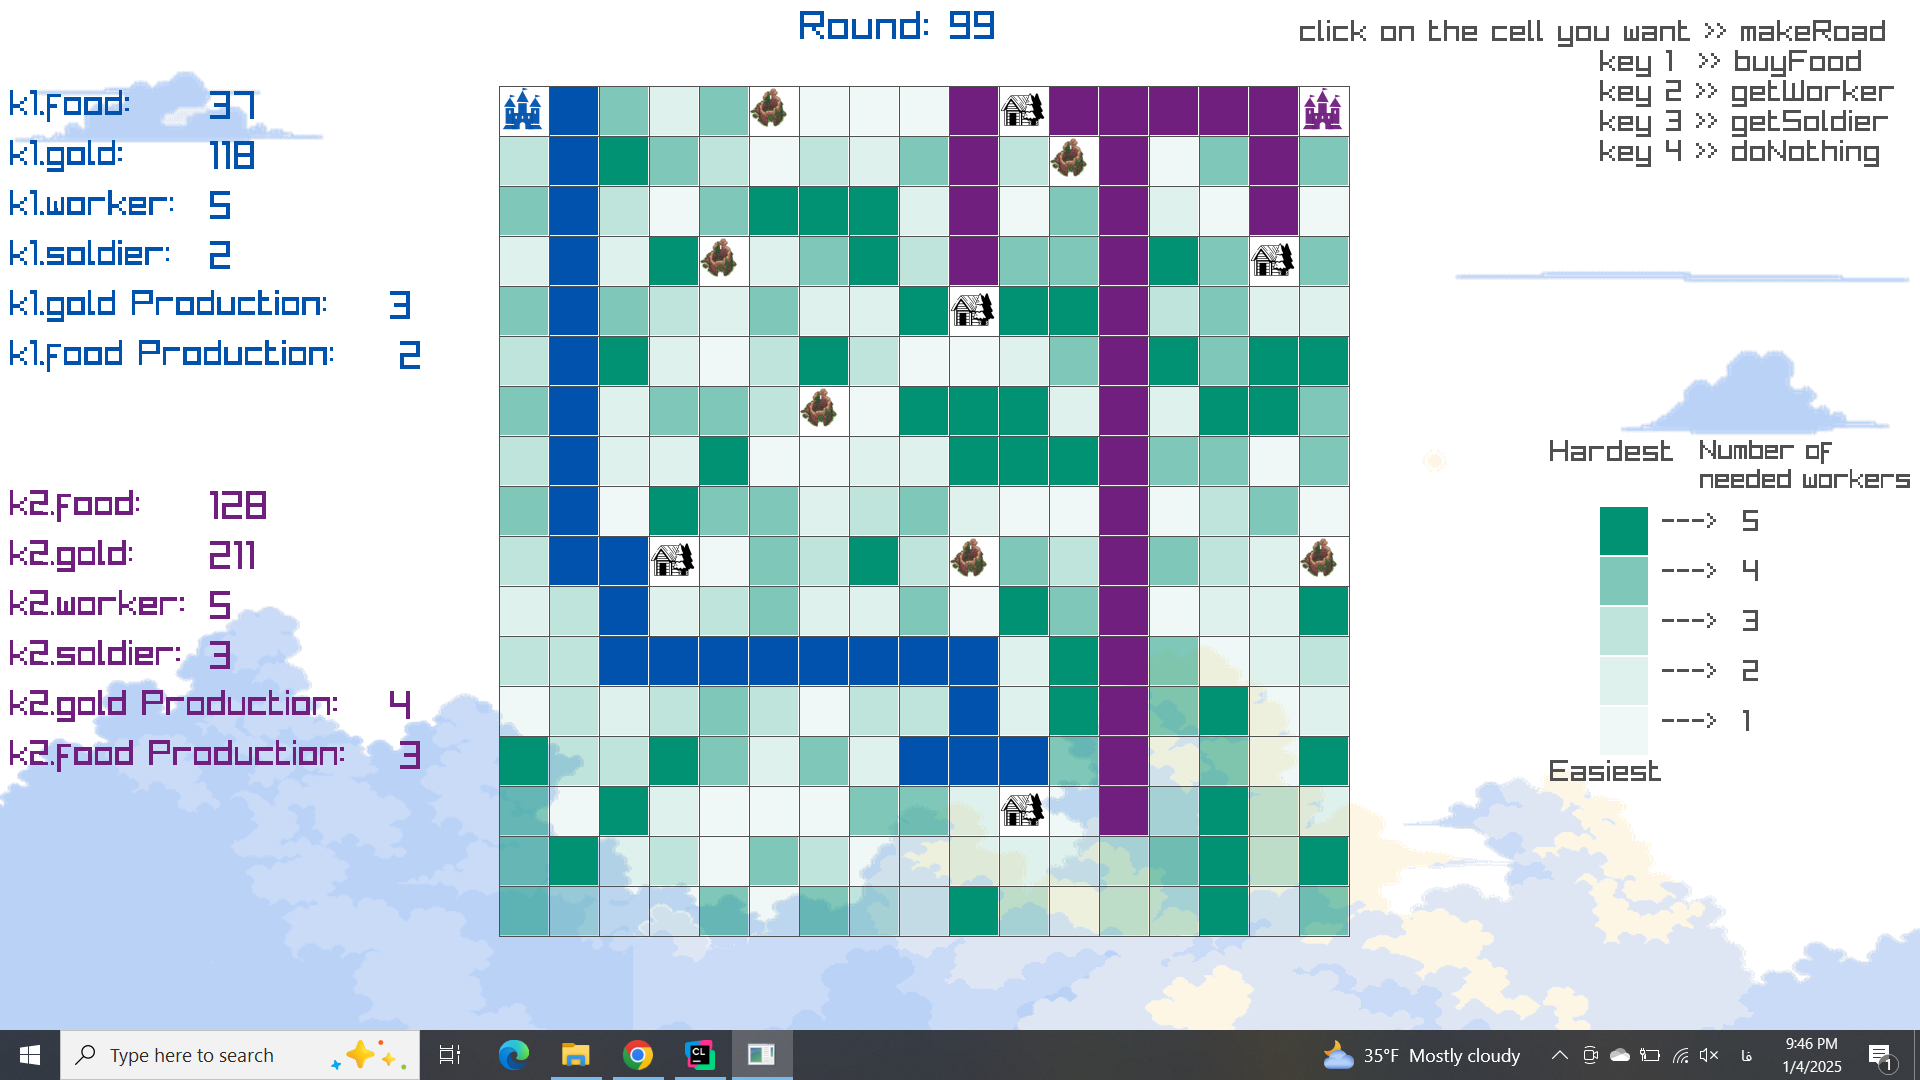 Round: 99
click on the cell you want >> makeRoad
key 1 >> buyFood
key 2 >> getWorker
key 3 >> getSoldier
key 4 >> doNothing
k1.food: 37
k1.gold: 118
k1.worker: 5
k1.soldier: 2
k1.gold Production: 3
k1.food Production: 2
k2.food: 128
k2.gold: 211
k2.worker: 5
k2.soldier: 3
k2.gold Production: 4
k2.food Production: 3
Hardest
Number of
needed workers
---> 5
---> 4
---> 3
---> 2
---> 1
Easiest
Type here to search
CL
35°F Mostly cloudy
فا
9:46 PM
1/4/2025
1